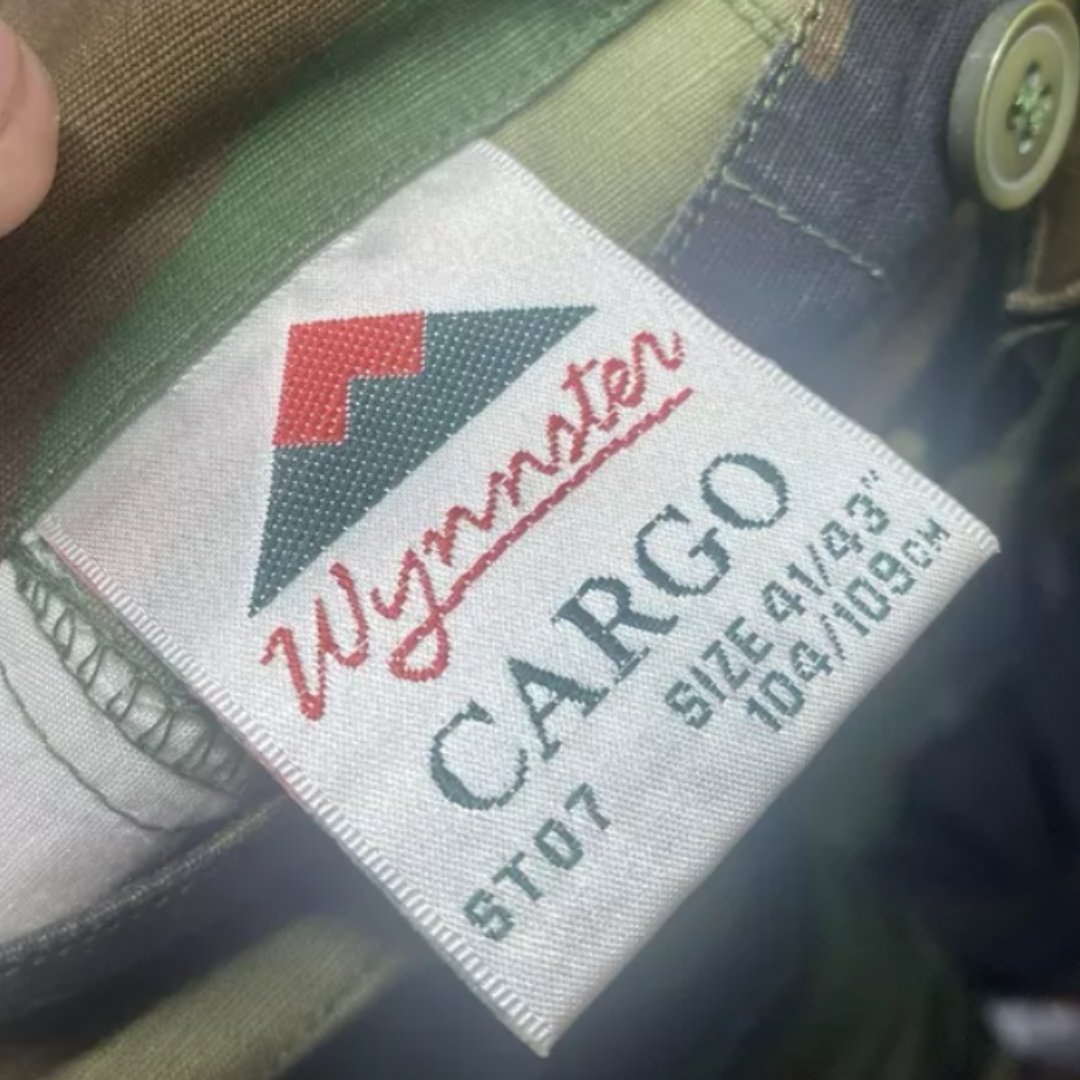 Wynnster
CARGO
SIZE 41/43"
104/109CM
ST07